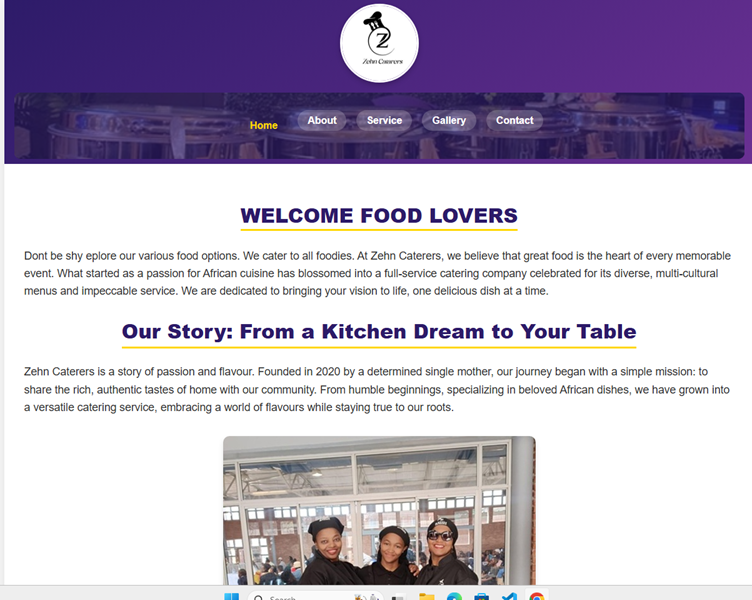 Z
Zehn Caterers
Home
About
Service
Gallery
Contact
WELCOME FOOD LOVERS
Dont be shy eplore our various food options. We cater to all foodies. At Zehn Caterers, we believe that great food is the heart of every memorable
event. What started as a passion for African cuisine has blossomed into a full-service catering company celebrated for its diverse, multi-cultural
menus and impeccable service. We are dedicated to bringing your vision to life, one delicious dish at a time.
Our Story: From a Kitchen Dream to Your Table
Zehn Caterers is a story of passion and flavour. Founded in 2020 by a determined single mother, our journey began with a simple mission: to
share the rich, authentic tastes of home with our community. From humble beginnings, specializing in beloved African dishes, we have grown into
a versatile catering service, embracing a world of flavours while staying true to our roots.
Search